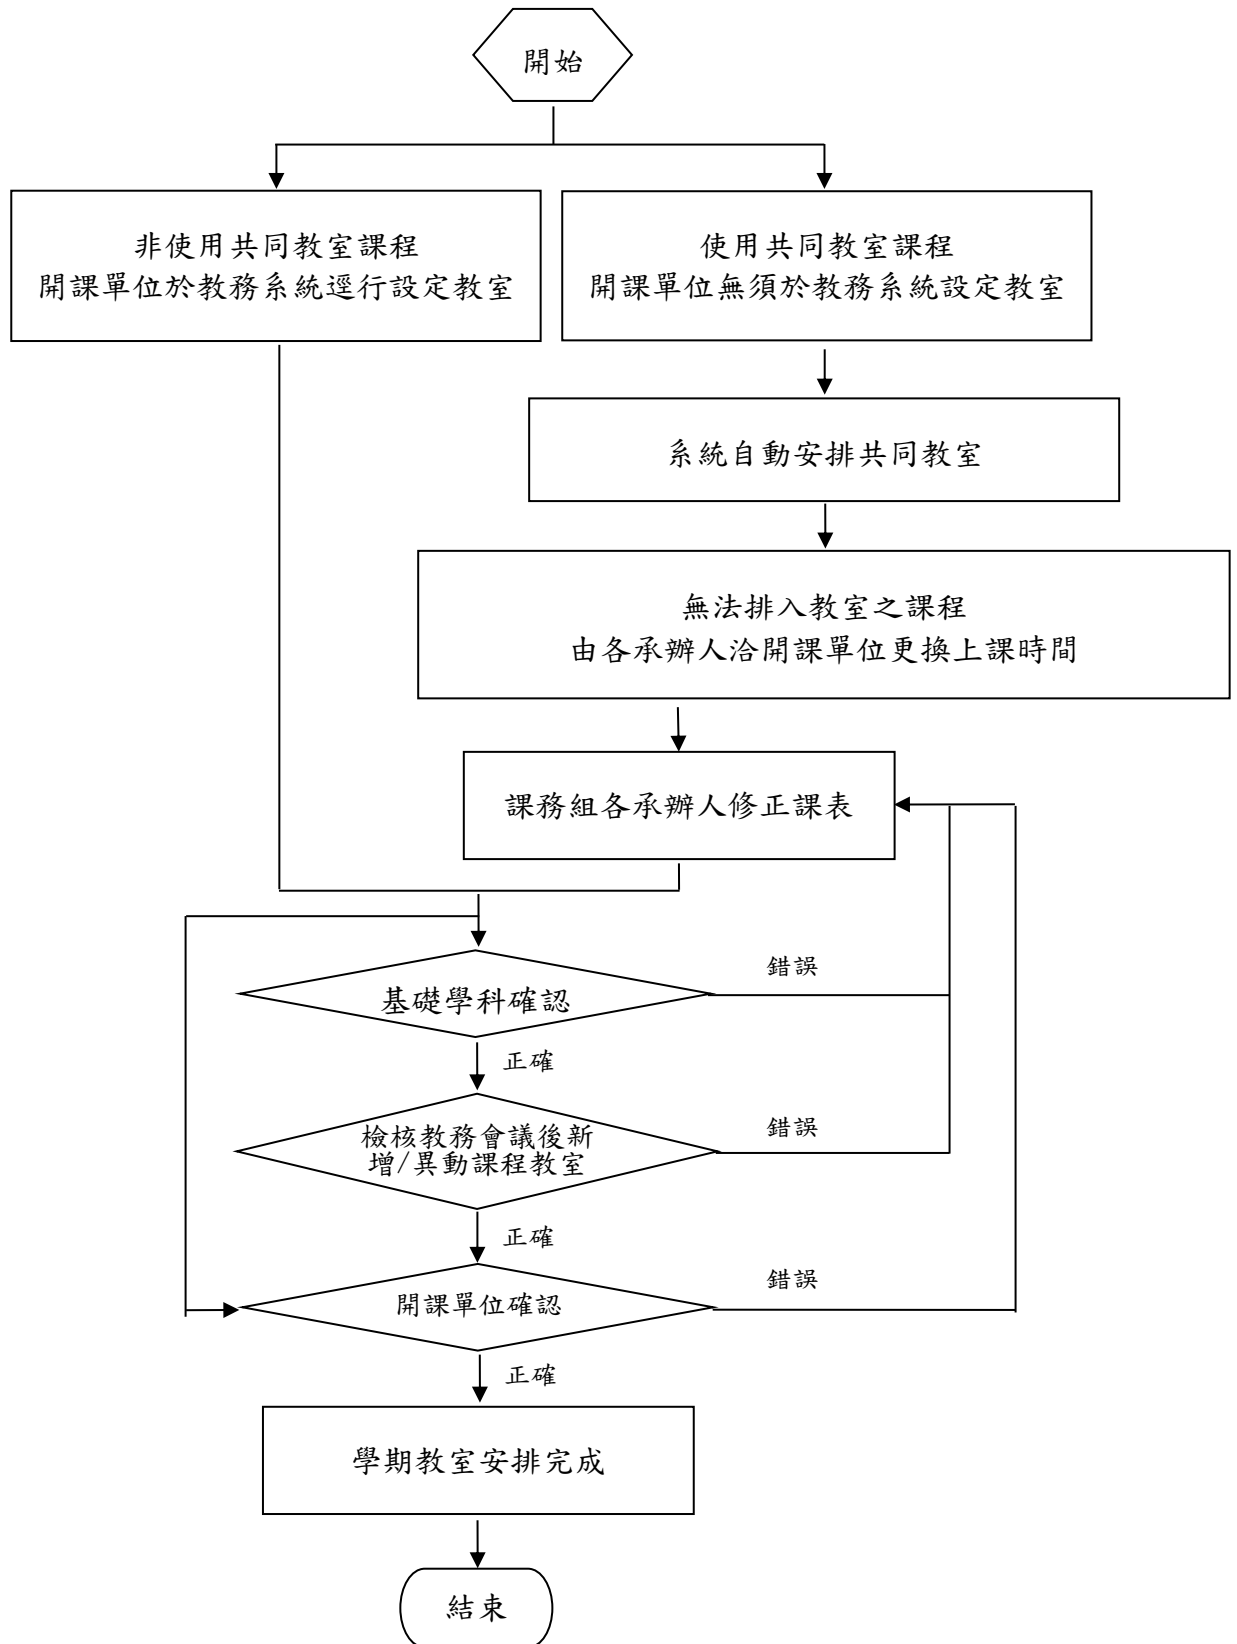 開始
非使用共同教室課程
開課單位於教務系統逕行設定教室
使用共同教室課程
開課單位無須於教務系統設定教室
系統自動安排共同教室
無法排入教室之課程
由各承辦人洽開課單位更換上課時間
課務組各承辦人修正課表
基礎學科確認
錯誤
正確
檢核教務會議後新
增/異動課程教室
錯誤
正確
開課單位確認
錯誤
正確
學期教室安排完成
結束